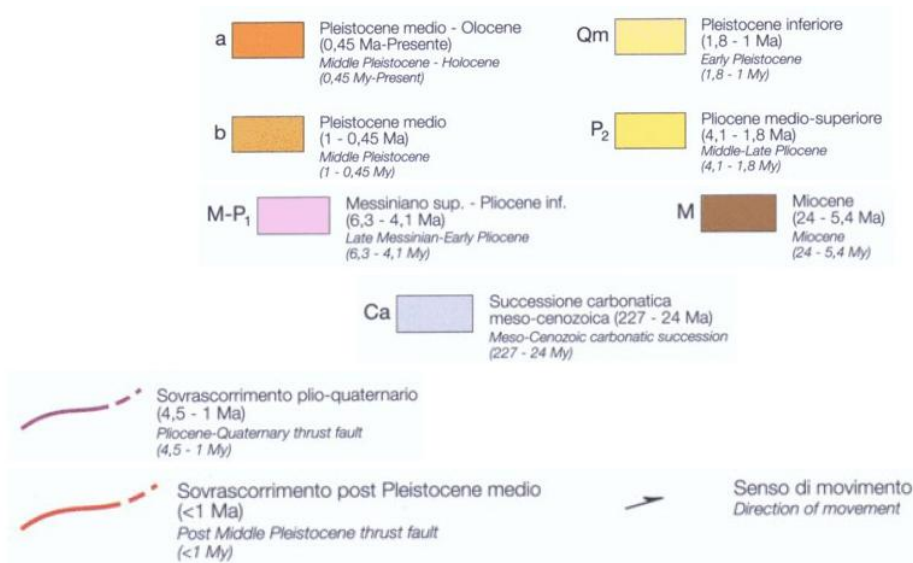 a
Pleistocene medio - Olocene
(0,45 Ma-Presente)
Middle Pleistocene - Holocene
(0,45 My-Present)
Qm
Pleistocene inferiore
(1,8 - 1 Ma)
Early Pleistocene
(1,8 - 1 My)
b
Pleistocene medio
(1 - 0,45 Ma)
Middle Pleistocene
(1 - 0,45 My)
P2
Pliocene medio-superiore
(4,1 - 1,8 Ma)
Middle-Late Pliocene
(4,1 - 1,8 My)
M-P1
Messiniano sup. - Pliocene inf.
(6,3 - 4,1 Ma)
Late Messinian-Early Pliocene
(6,3 - 4,1 My)
M
Miocene
(24 - 5,4 Ma)
Miocene
(24 - 5,4 My)
Ca
Successione carbonatica
meso-cenozoica (227 - 24 Ma)
Meso-Cenozoic carbonatic succession
(227 - 24 My)
Sovrascorrimento plio-quaternario
(4,5 - 1 Ma)
Pliocene-Quaternary thrust fault
(4,5 - 1 My)
Sovrascorrimento post Pleistocene medio
(<1 Ma)
Post Middle Pleistocene thrust fault
(<1 My)
Senso di movimento
Direction of movement